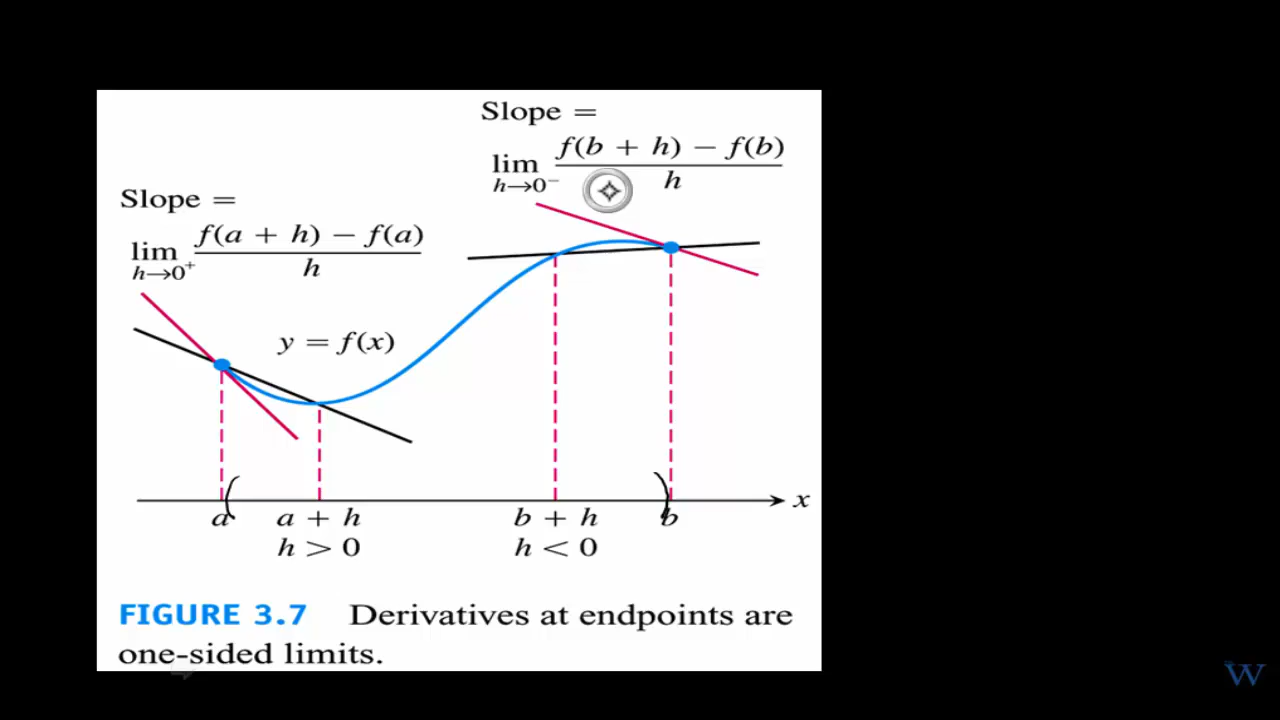 Slope =
lim h→0⁻ f(b + h) − f(b) / h
Slope =
lim h→0⁺ f(a + h) − f(a) / h
y = f(x)
x
a a + h b + h b
h > 0 h < 0
FIGURE 3.7 Derivatives at endpoints are
one-sided limits.
W